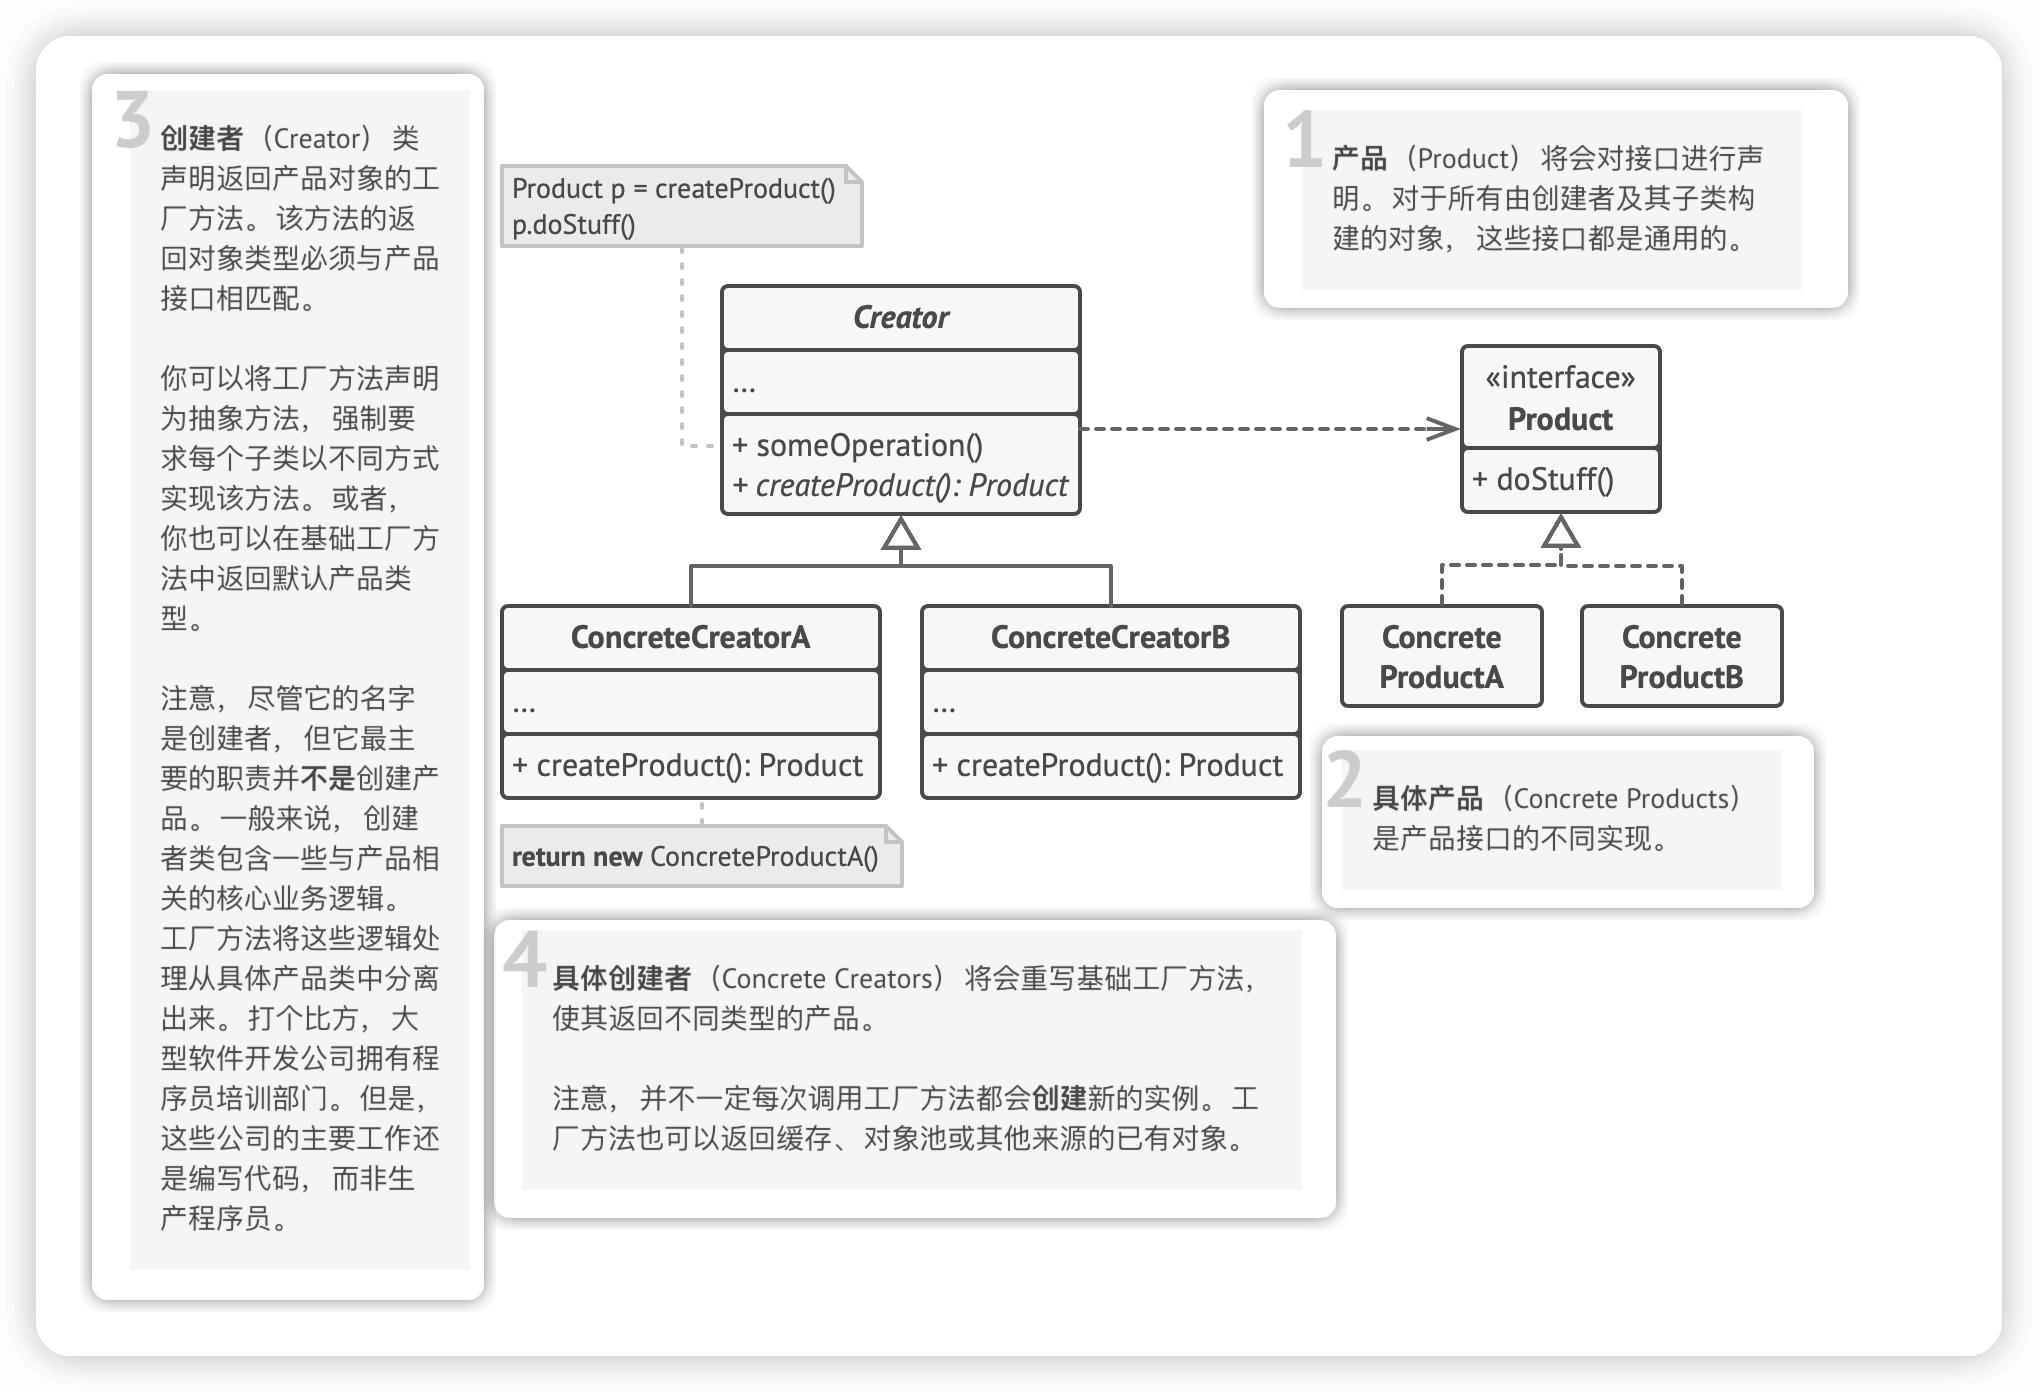 3
创建者 （Creator） 类
声明返回产品对象的工
厂方法。 该方法的返
回对象类型必须与产品
接口相匹配。
你可以将工厂方法声明
为抽象方法， 强制要
求每个子类以不同方式
实现该方法。 或者，
你也可以在基础工厂方
法中返回默认产品类
型。
注意， 尽管它的名字
是创建者， 但它最主
要的职责并不是创建产
品。 一般来说， 创建
者类包含一些与产品相
关的核心业务逻辑。
工厂方法将这些逻辑处
理从具体产品类中分离
出来。 打个比方， 大
型软件开发公司拥有程
序员培训部门。 但是，
这些公司的主要工作还
是编写代码， 而非生
产程序员。
Product p = createProduct()
p.doStuff()
Creator
...
+ someOperation()
+ createProduct(): Product
ConcreteCreatorA
...
+ createProduct(): Product
ConcreteCreatorB
...
+ createProduct(): Product
return new ConcreteProductA()
1
产品 （Product） 将会对接口进行声
明。 对于所有由创建者及其子类构
建的对象， 这些接口都是通用的。
«interface»
Product
+ doStuff()
Concrete
ProductA
Concrete
ProductB
2
具体产品 （Concrete Products）
是产品接口的不同实现。
4
具体创建者 （Concrete Creators） 将会重写基础工厂方法，
使其返回不同类型的产品。
注意， 并不一定每次调用工厂方法都会创建新的实例。 工
厂方法也可以返回缓存、 对象池或其他来源的已有对象。